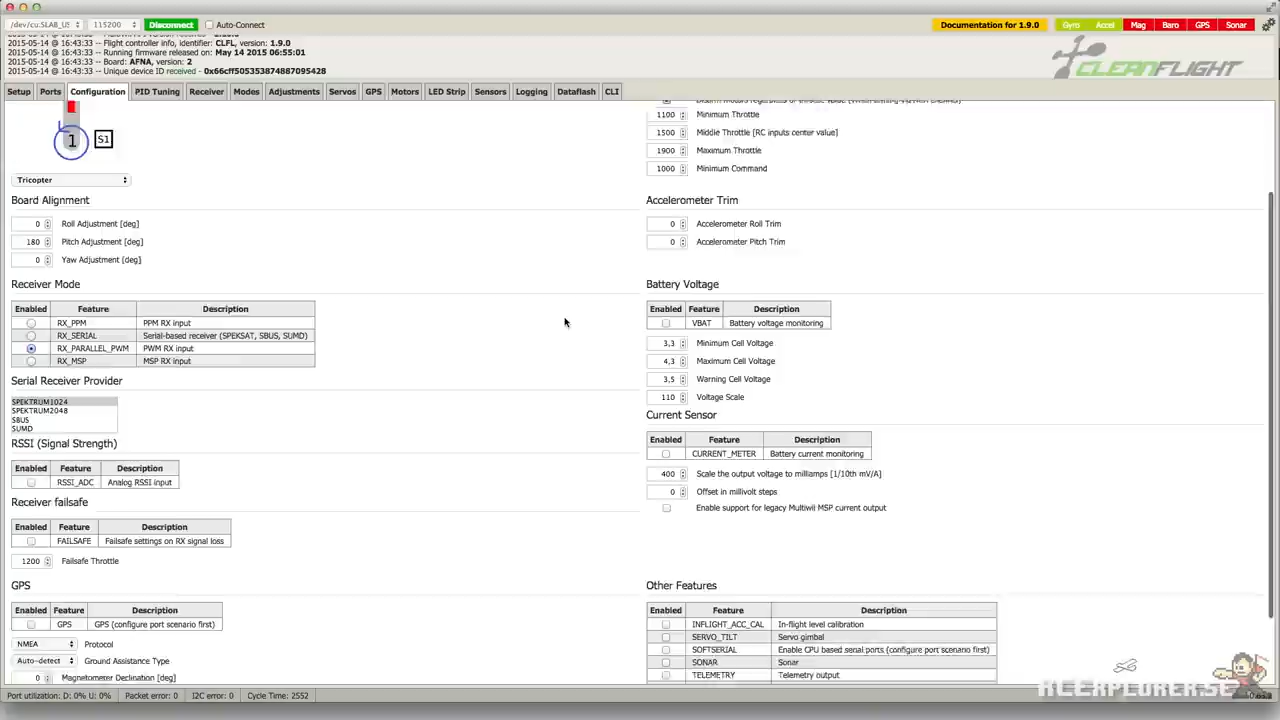 /dev/cu:SLAB_US
115200
Disconnect
Auto-Connect
Documentation for 1.9.0
Gyro
Accel
Mag
Baro
GPS
Sonar
2015-05-14 @ 16:43:33 -- Flight controller info, identifier: CLFL, version: 1.9.0
2015-05-14 @ 16:43:33 -- Running firmware released on: May 14 2015 06:55:01
2015-05-14 @ 16:43:33 -- Board: AFNA, version: 2
2015-05-14 @ 16:43:33 -- Unique device ID received - 0x66cff505353874887095428
CLEANFLIGHT
Setup
Ports
Configuration
PID Tuning
Receiver
Modes
Adjustments
Servos
GPS
Motors
LED Strip
Sensors
Logging
Dataflash
CLI
1
S1
1100 Minimum Throttle
1500 Middle Throttle [RC inputs center value]
1900 Maximum Throttle
1000 Minimum Command
Tricopter
Board Alignment
0 Roll Adjustment [deg]
180 Pitch Adjustment [deg]
0 Yaw Adjustment [deg]
Accelerometer Trim
0 Accelerometer Roll Trim
0 Accelerometer Pitch Trim
Receiver Mode
Enabled Feature Description
RX_PPM PPM RX input
RX_SERIAL Serial-based receiver (SPEKSAT, SBUS, SUMD)
RX_PARALLEL_PWM PWM RX input
RX_MSP MSP RX input
Battery Voltage
Enabled Feature Description
VBAT Battery voltage monitoring
3,3 Minimum Cell Voltage
4,3 Maximum Cell Voltage
3,5 Warning Cell Voltage
110 Voltage Scale
Serial Receiver Provider
SPEKTRUM1024
SPEKTRUM2048
SBUS
SUMD
Current Sensor
Enabled Feature Description
CURRENT_METER Battery current monitoring
400 Scale the output voltage to milliamps [1/10th mV/A]
0 Offset in millivolt steps
Enable support for legacy Multiwii MSP current output
RSSI (Signal Strength)
Enabled Feature Description
RSSI_ADC Analog RSSI input
Receiver failsafe
Enabled Feature Description
FAILSAFE Failsafe settings on RX signal loss
1200 Failsafe Throttle
GPS
Enabled Feature Description
GPS GPS (configure port scenario first)
NMEA Protocol
Auto-detect Ground Assistance Type
0 Magnetometer Declination [deg]
Other Features
Enabled Feature Description
INFLIGHT_ACC_CAL In-flight level calibration
SERVO_TILT Servo gimbal
SOFTSERIAL Enable CPU based serial ports (configure port scenario first)
SONAR Sonar
TELEMETRY Telemetry output
RCEXPLORER.SE
Port utilization: D: 0% U: 0%
Packet error: 0
I2C error: 0
Cycle Time: 2552